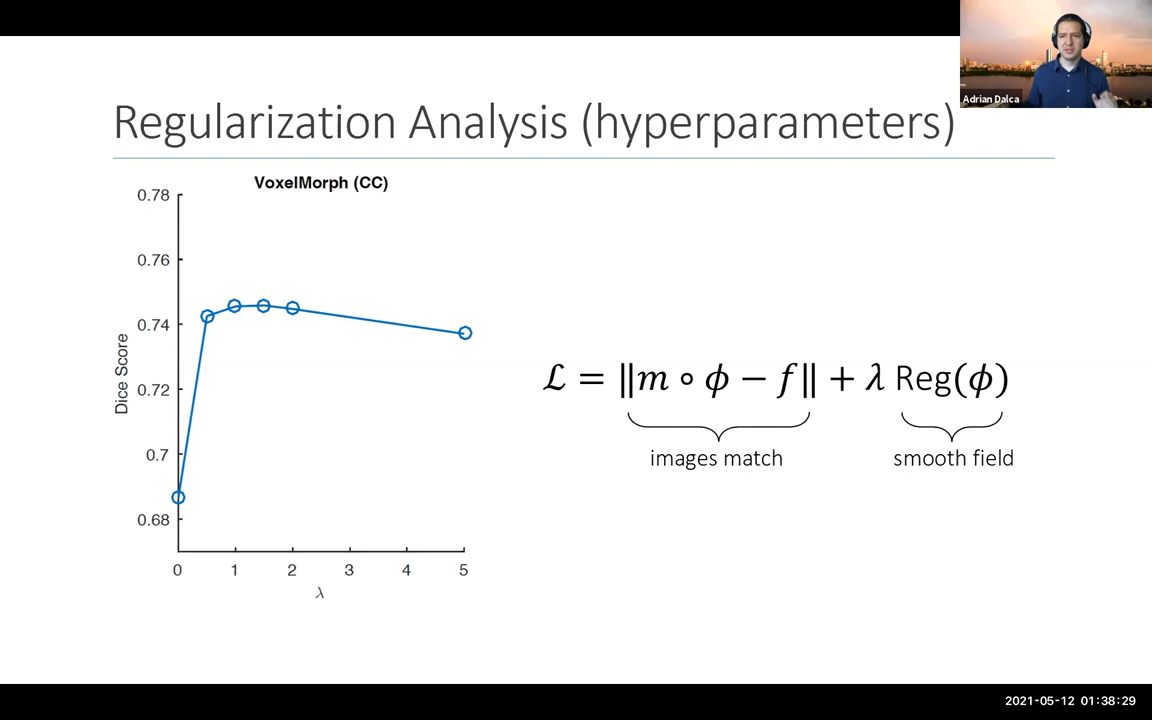 Adrian Dalca
Regularization Analysis (hyperparameters)
VoxelMorph (CC)
0.78
0.76
0.74
0.72
0.7
0.68
Dice Score
0 1 2 3 4 5
λ
ℒ = ‖m ∘ ϕ − f‖ + λ Reg(ϕ)
images match smooth field
2021-05-12 01:38:29